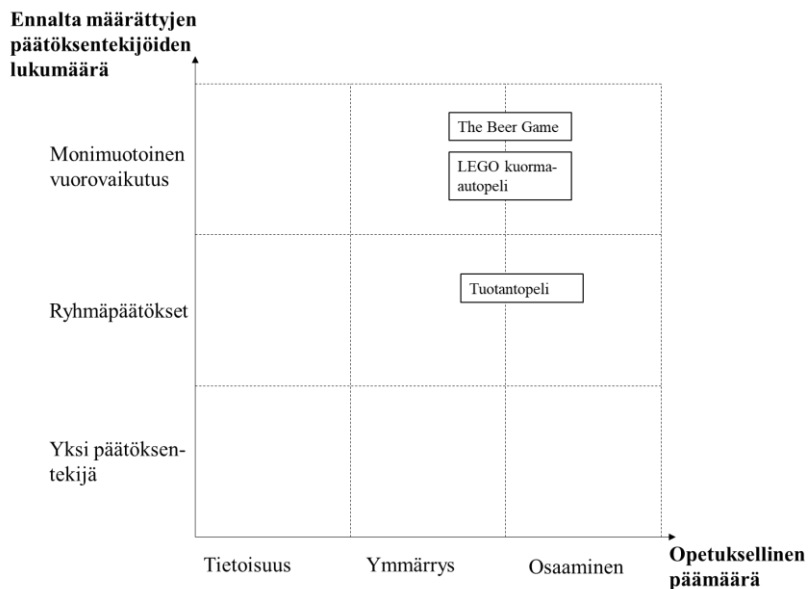 Ennalta määrättyjen
päätöksentekijöiden
lukumäärä
The Beer Game
Monimuotoinen
vuorovaikutus
LEGO kuorma-
autopeli
Ryhmäpäätökset
Tuotantopeli
Yksi päätöksen-
tekijä
Tietoisuus
Ymmärrys
Osaaminen
Opetuksellinen
päämäärä